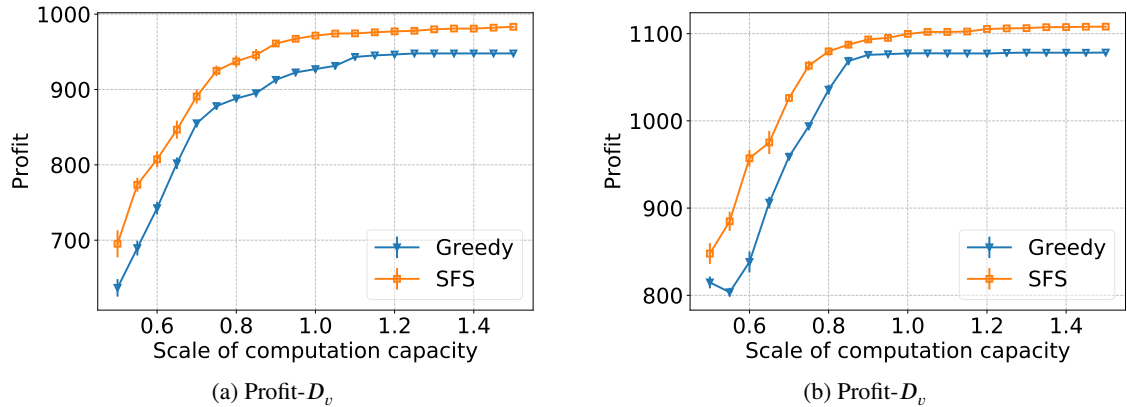 1000
900
800
700
Profit
0.6 0.8 1.0 1.2 1.4
Scale of computation capacity
Greedy
SFS
(a) Profit-D_v
1100
1000
900
800
Profit
0.6 0.8 1.0 1.2 1.4
Scale of computation capacity
Greedy
SFS
(b) Profit-D_v